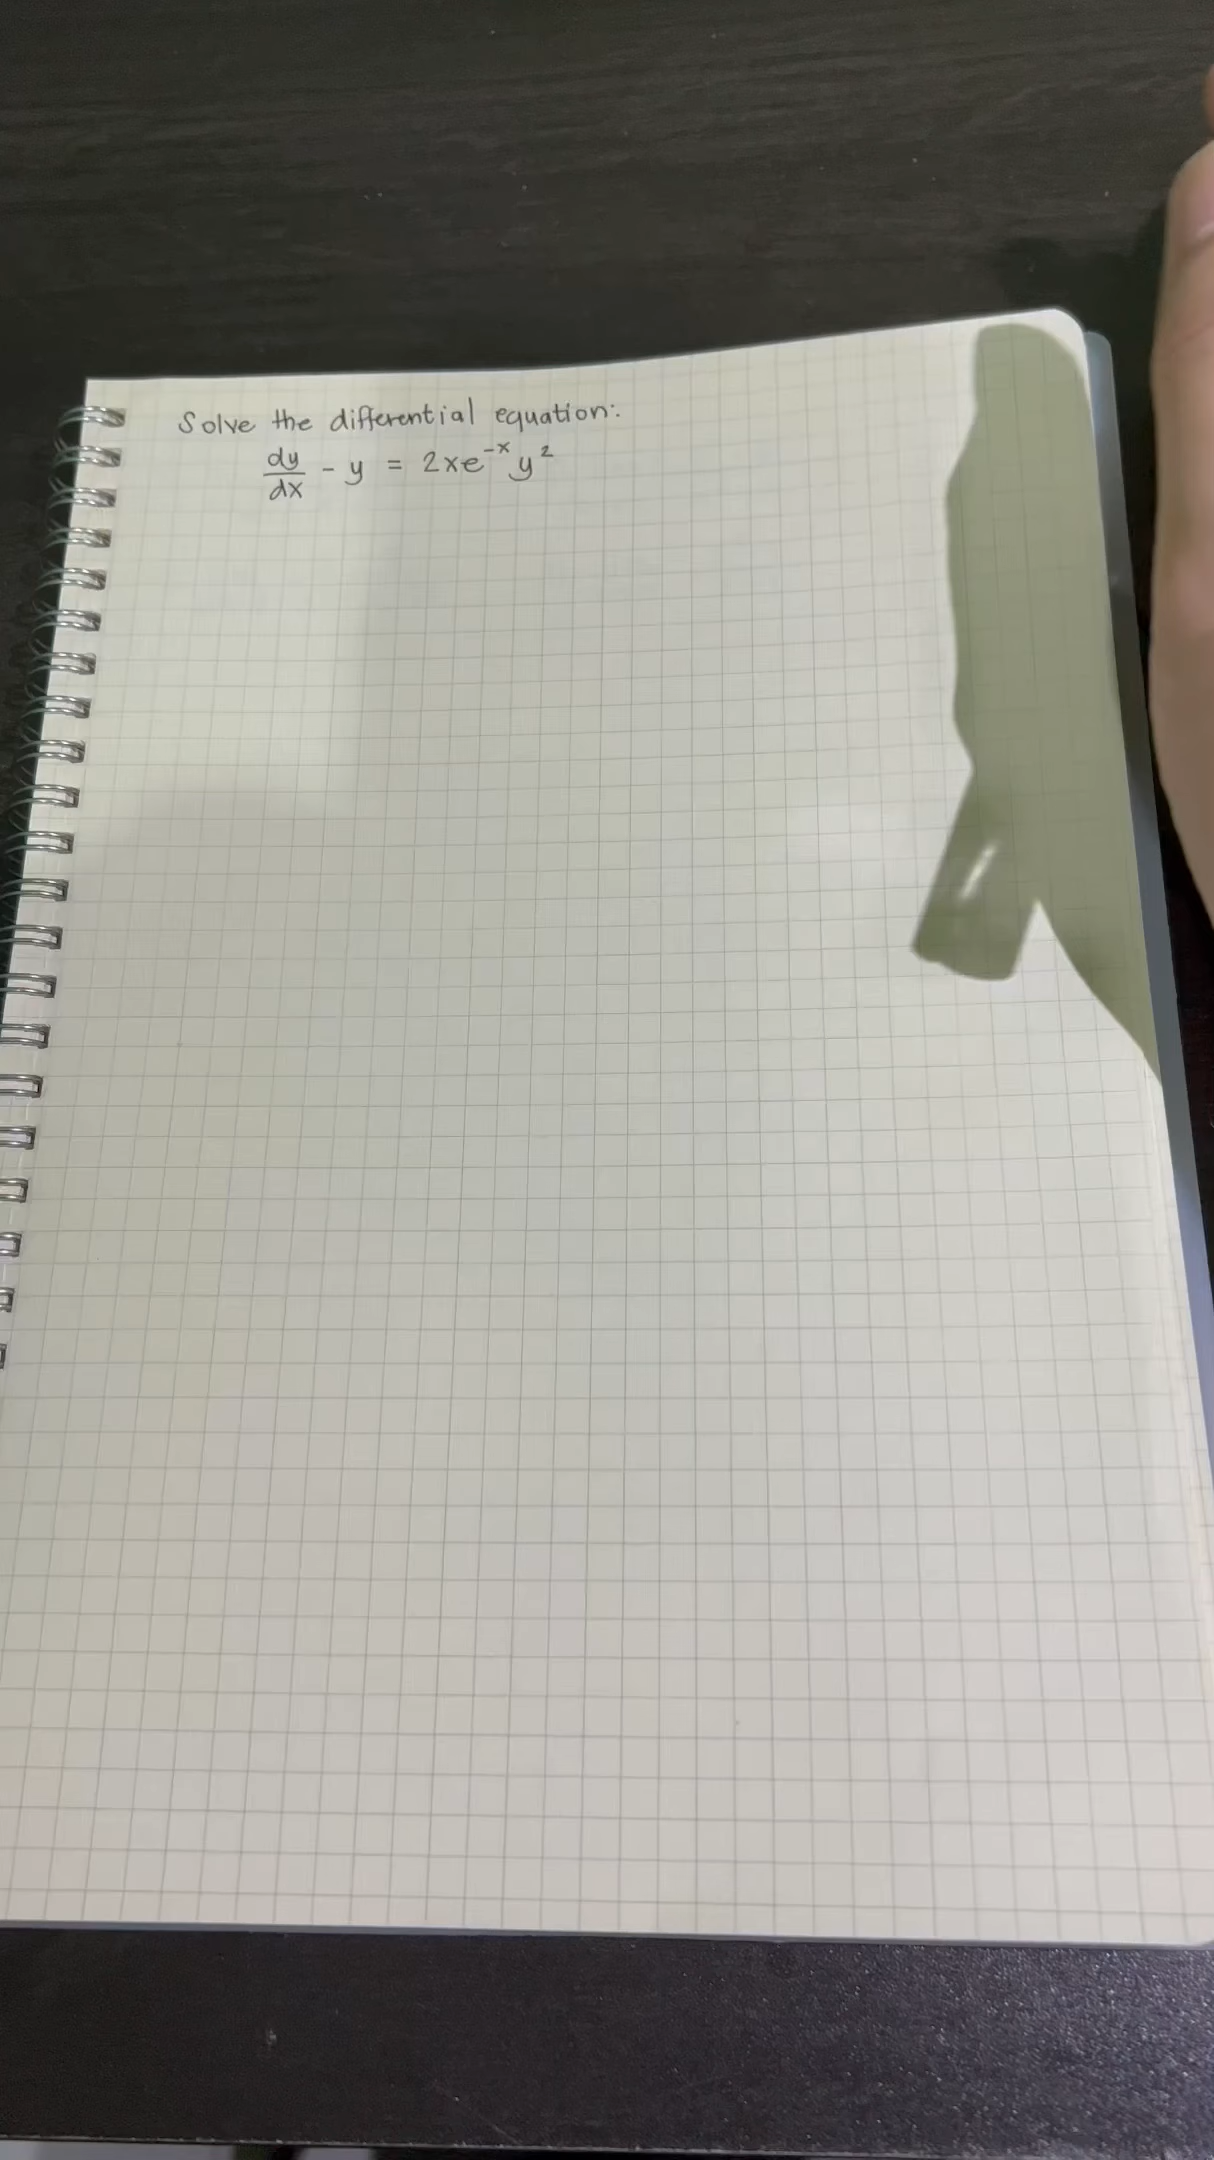 Solve the differential equation:
dy/dx - y = 2xe^{-x} y^2